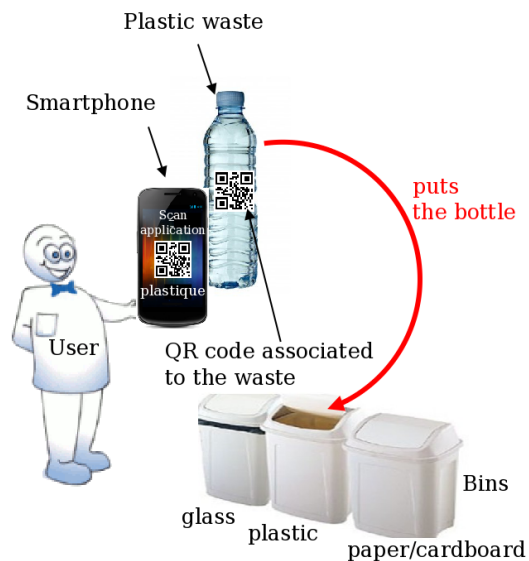 Plastic waste
Smartphone
Scan
application
plastique
puts
the bottle
User
QR code associated
to the waste
glass
plastic
Bins
paper/cardboard